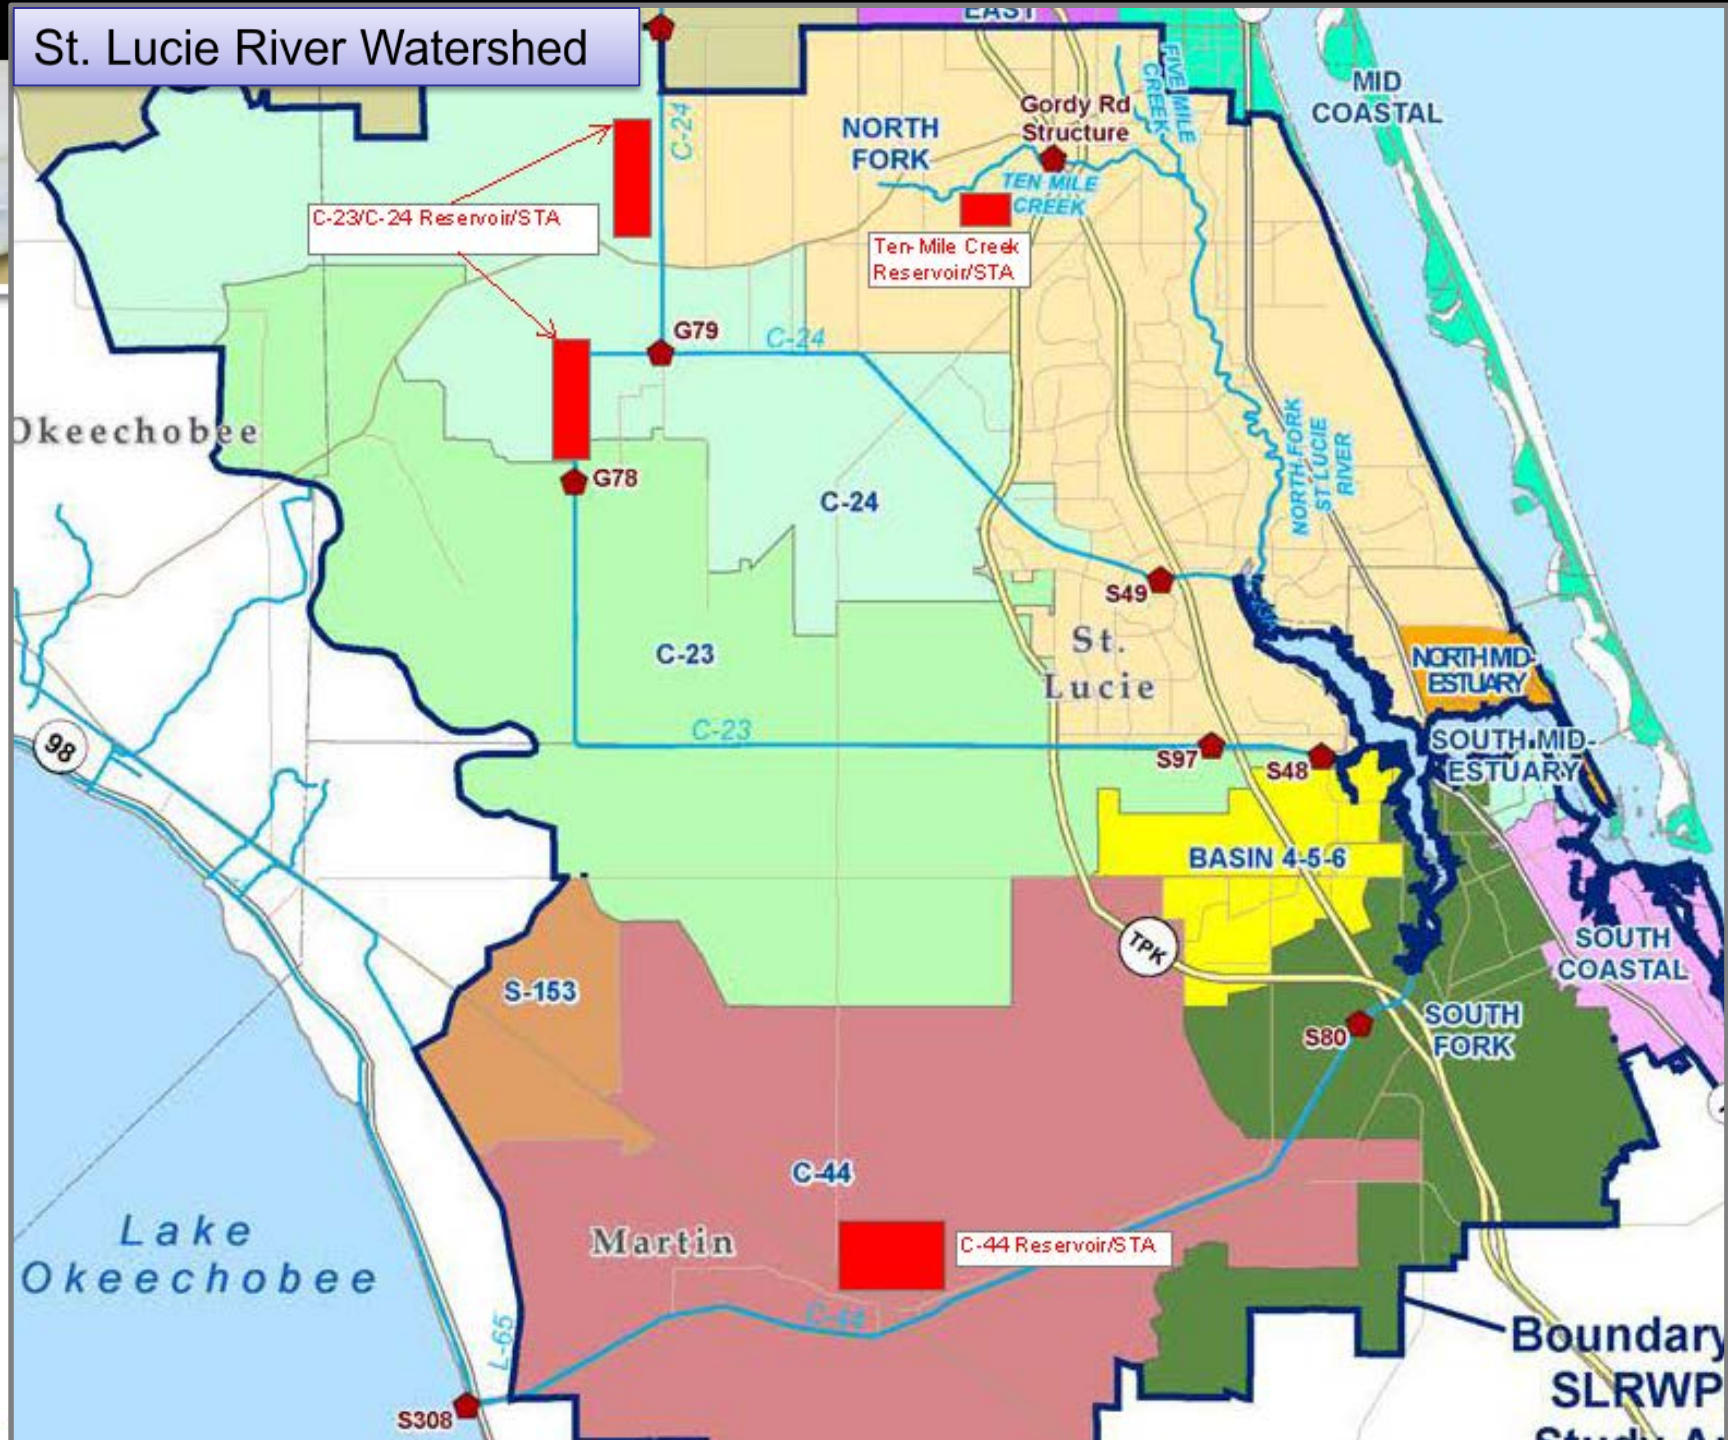 St. Lucie River Watershed
EAST
MID
COASTAL
FIVE MILE
CREEK
Gordy Rd
Structure
NORTH
FORK
C-24
TEN MILE
CREEK
C-23/C-24 Reservoir/STA
Ten-Mile Creek
Reservoir/STA
G79
C-24
Okeechobee
NORTH FORK
ST LUCIE
RIVER
G78
C-24
S49
St.
Lucie
C-23
NORTH MID-
ESTUARY
C-23
SOUTH MID-
ESTUARY
98
S97
S48
BASIN 4-5-6
TPK
SOUTH
COASTAL
S-153
SOUTH
FORK
S80
C-44
Lake
Okeechobee
Martin
C-44 Reservoir/STA
C-44
L-65
Boundary
SLRWP
Study A
S308